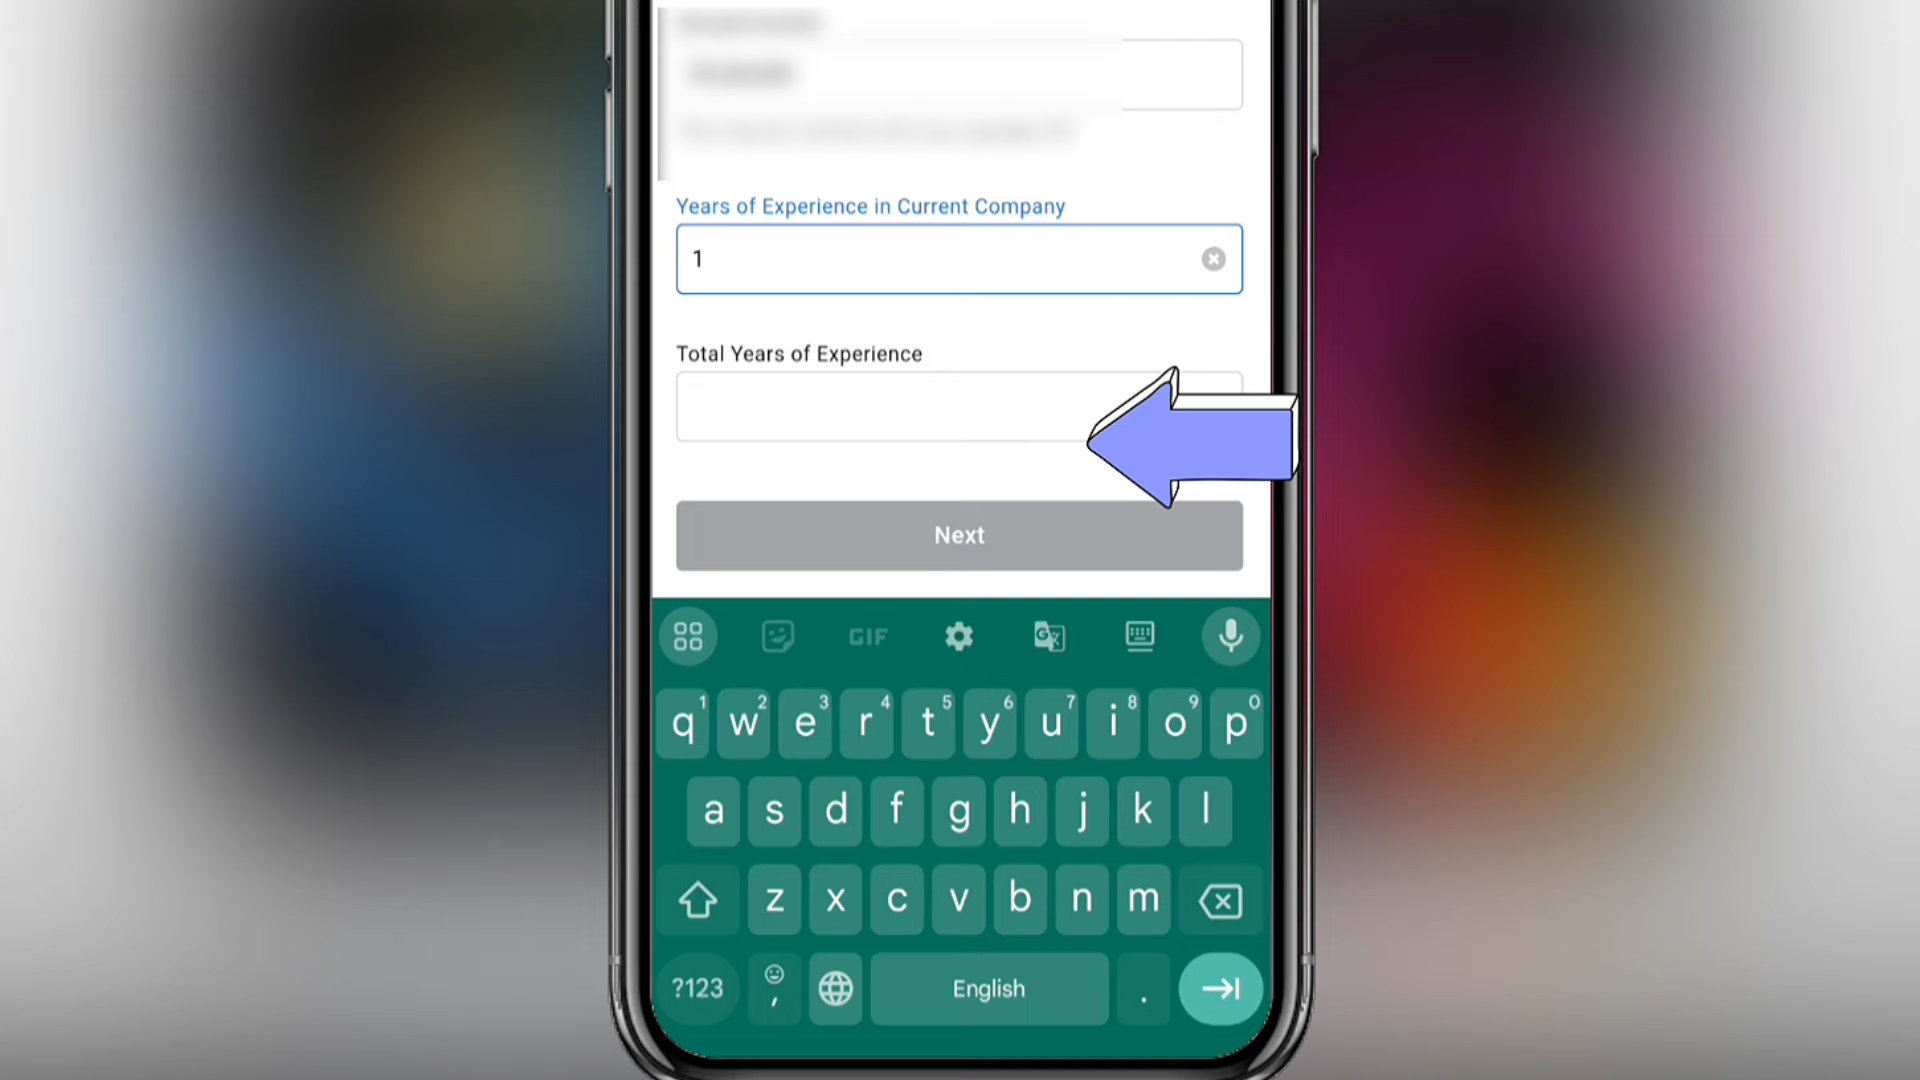 Years of Experience in Current Company
1
Total Years of Experience
Next
GIF
q1 w2 e3 r4 t5 y6 u7 i8 o9 p0
a s d f g h j k l
z x c v b n m
?123 , English .